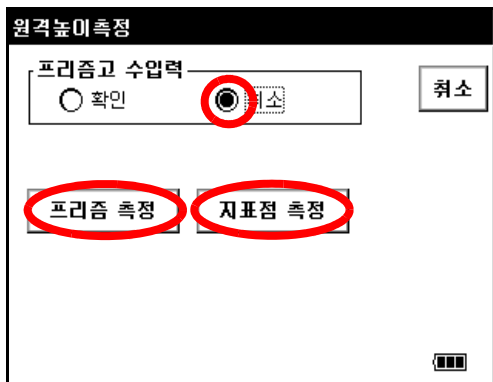 원격높이측정
프리즘고 수입력
확인 취소
취소
프리즘 측정 지표점 측정